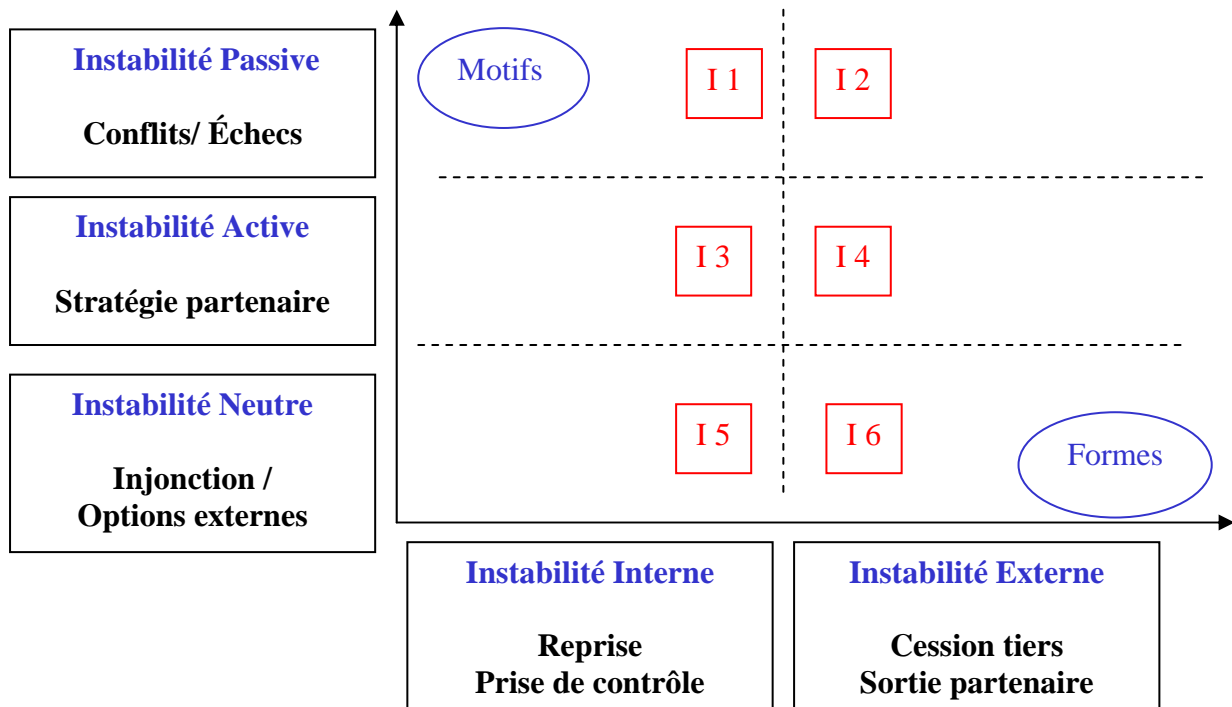 Instabilité Passive
Conflits/ Échecs
Motifs
I 1
I 2
Instabilité Active
Stratégie partenaire
I 3
I 4
Instabilité Neutre
Injonction /
Options externes
I 5
I 6
Formes
Instabilité Interne
Reprise
Prise de contrôle
Instabilité Externe
Cession tiers
Sortie partenaire